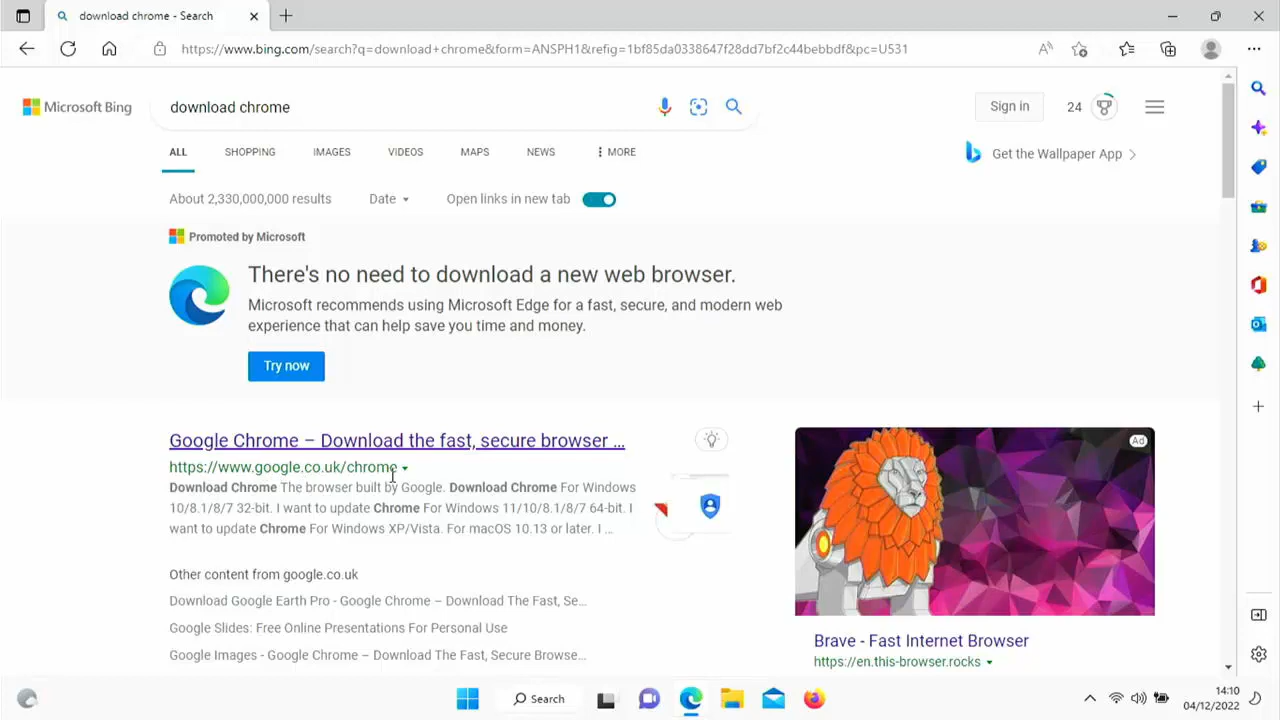 download chrome - Search
https://www.bing.com/search?q=download+chrome&form=ANSPH1&refig=1bf85da0338647f28dd7bf2c44bebbdf&pc=U531
Microsoft Bing
download chrome
Sign in
24
ALL
SHOPPING
IMAGES
VIDEOS
MAPS
NEWS
MORE
Get the Wallpaper App
About 2,330,000,000 results
Date
Open links in new tab
Promoted by Microsoft
There's no need to download a new web browser.
Microsoft recommends using Microsoft Edge for a fast, secure, and modern web
experience that can help save you time and money.
Try now
Google Chrome – Download the fast, secure browser ...
https://www.google.co.uk/chrome
Download Chrome The browser built by Google. Download Chrome For Windows
10/8.1/8/7 32-bit. I want to update Chrome For Windows 11/10/8.1/8/7 64-bit. I
want to update Chrome For Windows XP/Vista. For macOS 10.13 or later. I ...
Other content from google.co.uk
Download Google Earth Pro - Google Chrome – Download The Fast, Se...
Google Slides: Free Online Presentations For Personal Use
Google Images - Google Chrome – Download The Fast, Secure Browse...
Ad
Brave - Fast Internet Browser
https://en.this-browser.rocks
Search
14:10
04/12/2022